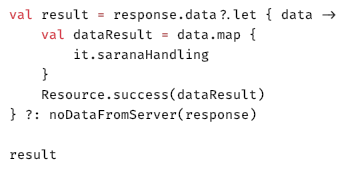 val result = response.data?.let { data ->
    val dataResult = data.map {
        it.saranaHandling
    }
    Resource.success(dataResult)
} ?: noDataFromServer(response)

result